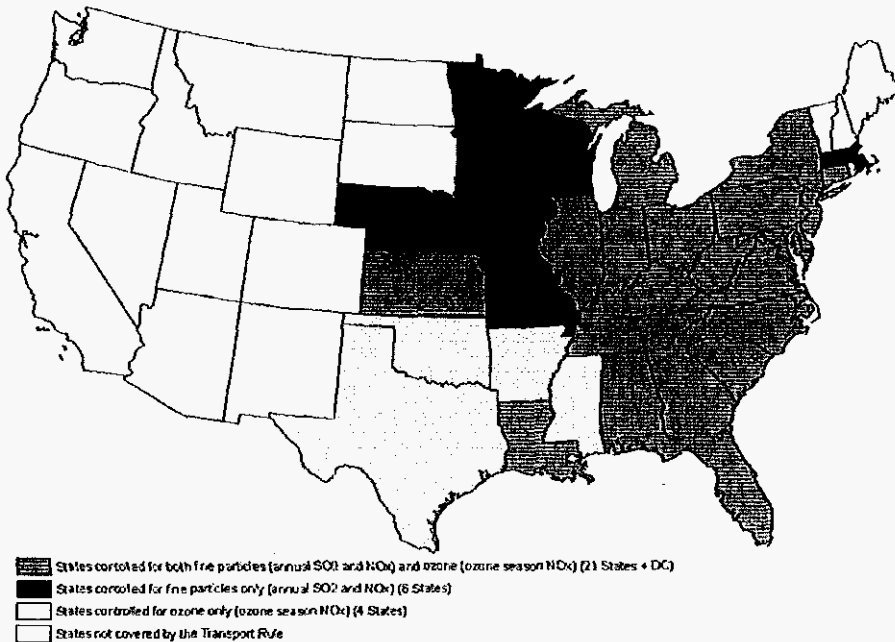 States controlled for both fine particles (annual SO2 and NOx) and ozone (ozone season NOx) (21 States + DC)
States controlled for fine particles only (annual SO2 and NOx) (6 States)
States controlled for ozone only (ozone season NOx) (4 States)
States not covered by the Transport Rule